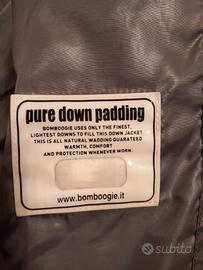 pure down padding
BOMBOOGIE USES ONLY THE FINEST,
LIGHTEST DOWNS TO FILL THIS DOWN JACKET.
THIS IS ALL NATURAL WADDING GUARATEED
WARMTH, COMFORT
AND PROTECTION WHENEVER WORN.
www.bomboogie.it
subito